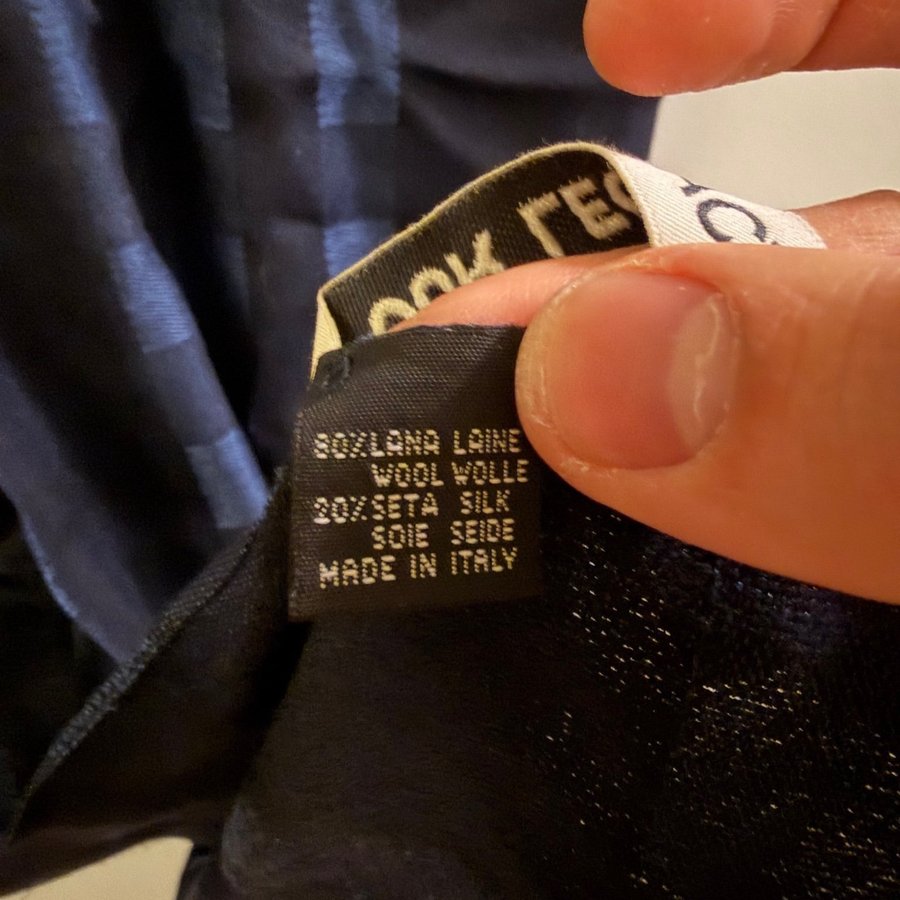 80% LANA LAINE
WOOL WOLLE
20% SETA SILK
SOIE SEIDE
MADE IN ITALY